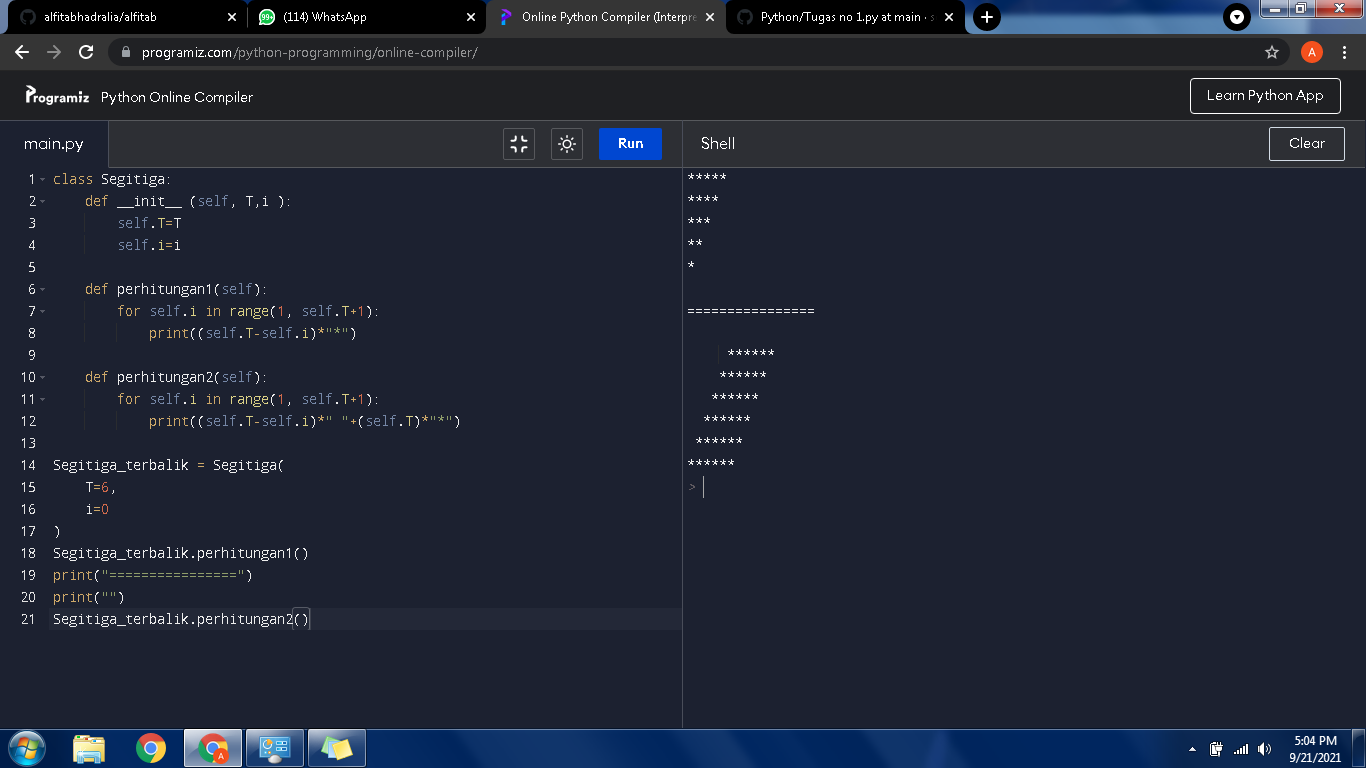 alfitabhadralia/alfitab
99+ (114) WhatsApp
Online Python Compiler (Interpre
Python/Tugas no 1.py at main · s
programiz.com/python-programming/online-compiler/
A
Programiz Python Online Compiler
Learn Python App
main.py
Run
Shell
Clear
1 class Segitiga:
2     def __init__ (self, T,i ):
3         self.T=T
4         self.i=i
5
6     def perhitungan1(self):
7         for self.i in range(1, self.T+1):
8             print((self.T-self.i)*"*")
9
10     def perhitungan2(self):
11         for self.i in range(1, self.T+1):
12             print((self.T-self.i)*" "+(self.T)*"*")
13
14 Segitiga_terbalik = Segitiga(
15     T=6,
16     i=0
17 )
18 Segitiga_terbalik.perhitungan1()
19 print("================")
20 print("")
21 Segitiga_terbalik.perhitungan2()
*****
****
***
**
*
================
     ******
    ******
   ******
  ******
 ******
******
>
A
5:04 PM
9/21/2021